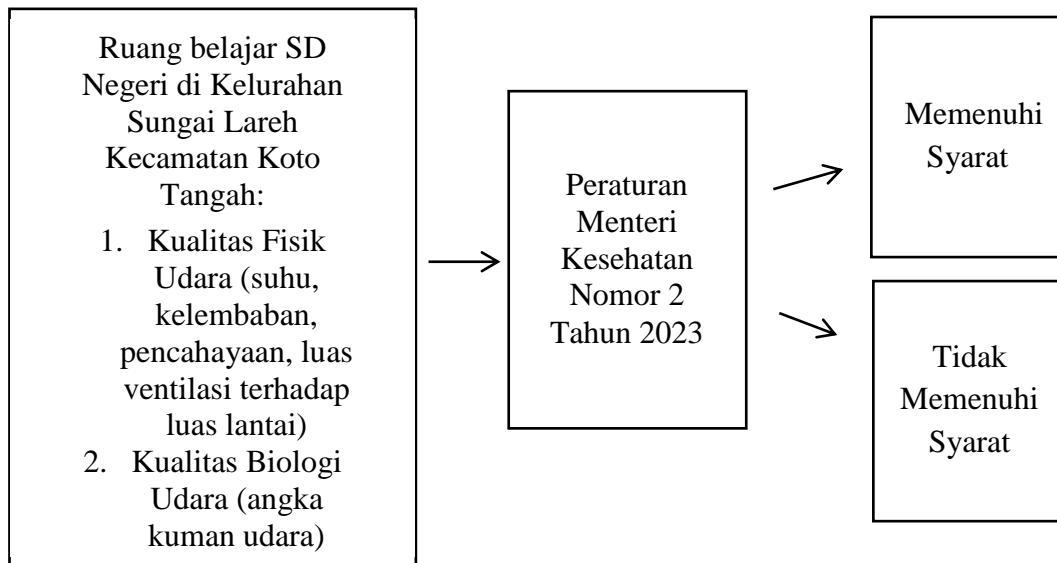 Ruang belajar SD
Negeri di Kelurahan
Sungai Lareh
Kecamatan Koto
Tangah:
1. Kualitas Fisik
Udara (suhu,
kelembaban,
pencahayaan, luas
ventilasi terhadap
luas lantai)
2. Kualitas Biologi
Udara (angka
kuman udara)
Peraturan
Menteri
Kesehatan
Nomor 2
Tahun 2023
Memenuhi
Syarat
Tidak
Memenuhi
Syarat